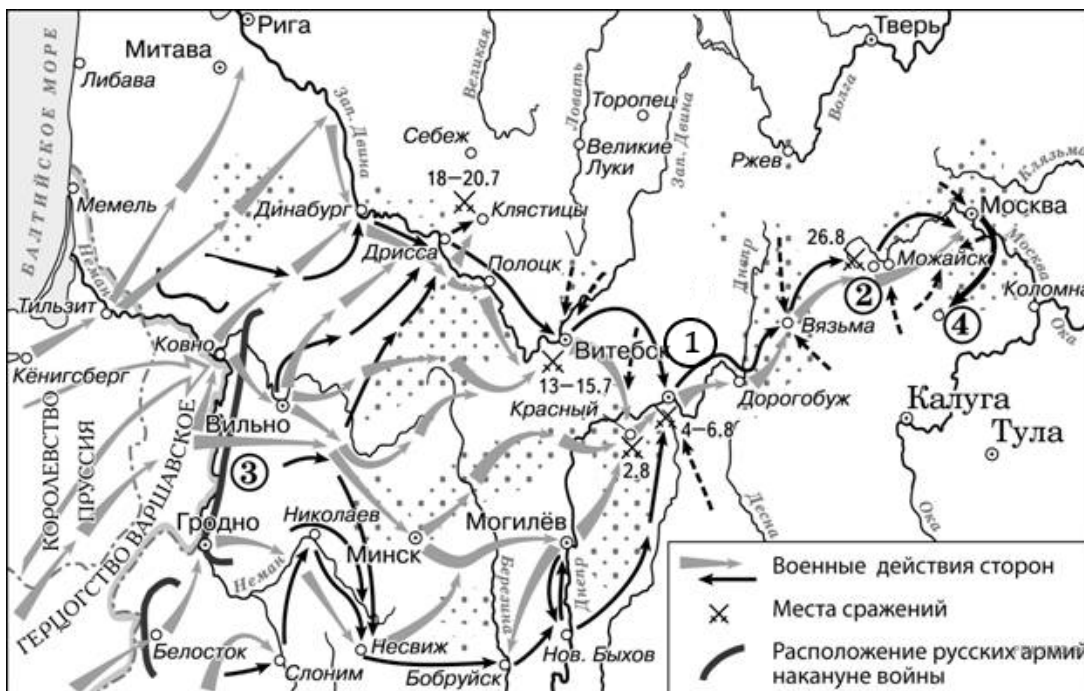 Рига
Тверь
Митава
Либава
БАЛТИЙСКОЕ МОРЕ
Великая
Ловать
Торопец
Волга
Зап. Двина
Себеж
Великие
Луки
Зап. Двина
Ржев
Клязьма
18–20.7
Мемель
Динабург
Клястицы
Москва
Неман
Дрисса
26.8
Днепр
Москва
Полоцк
Можайск
Коломна
Тильзит
2
4
Ока
Ковно
1
Вязьма
Витебск
Кёнигсберг
13–15.7
Дорогобуж
Красный
Калуга
Вильно
4–6.8
Тула
КОРОЛЕВСТВО
ПРУССИЯ
3
2.8
ГЕРЦОГСТВО ВАРШАВСКОЕ
Десна
Гродно
Николаев
Могилёв
Ока
Минск
Неман
Березина
Днепр
Военные действия сторон
Места сражений
Белосток
Несвиж
Нов. Быхов
Слоним
Бобруйск
Расположение русских армий
накануне войны